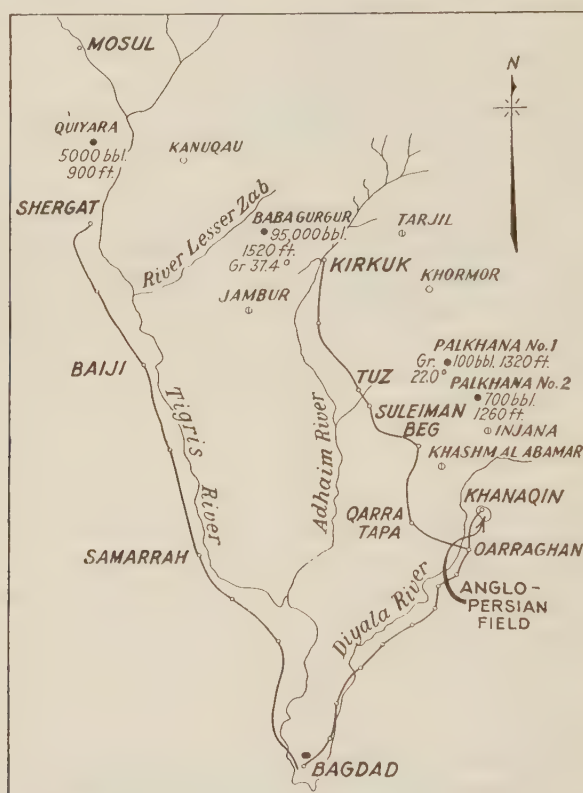 MOSUL
N
QUIYARA
5000 bbl.
900 ft.
KANUQAU
SHERGAT
River Lesser Zab
BABA GURGUR
95,000 bbl.
1520 ft.
Gr 37.4°
TARJIL
KIRKUK
KHORMOR
JAMBUR
BAIJI
PALKHANA No.1
Gr. 100 bbl. 1320 ft.
22.0°
PALKHANA No.2
700 bbl.
1260 ft.
TUZ
SULEIMAN
BEG
INJANA
KHASHM AL ABAMAR
Tigris
River
Adhaim River
KHANAQIN
QARRA
TAPA
SAMARRAH
QARRAGHAN
Diyala River
ANGLO-
PERSIAN
FIELD
BAGDAD